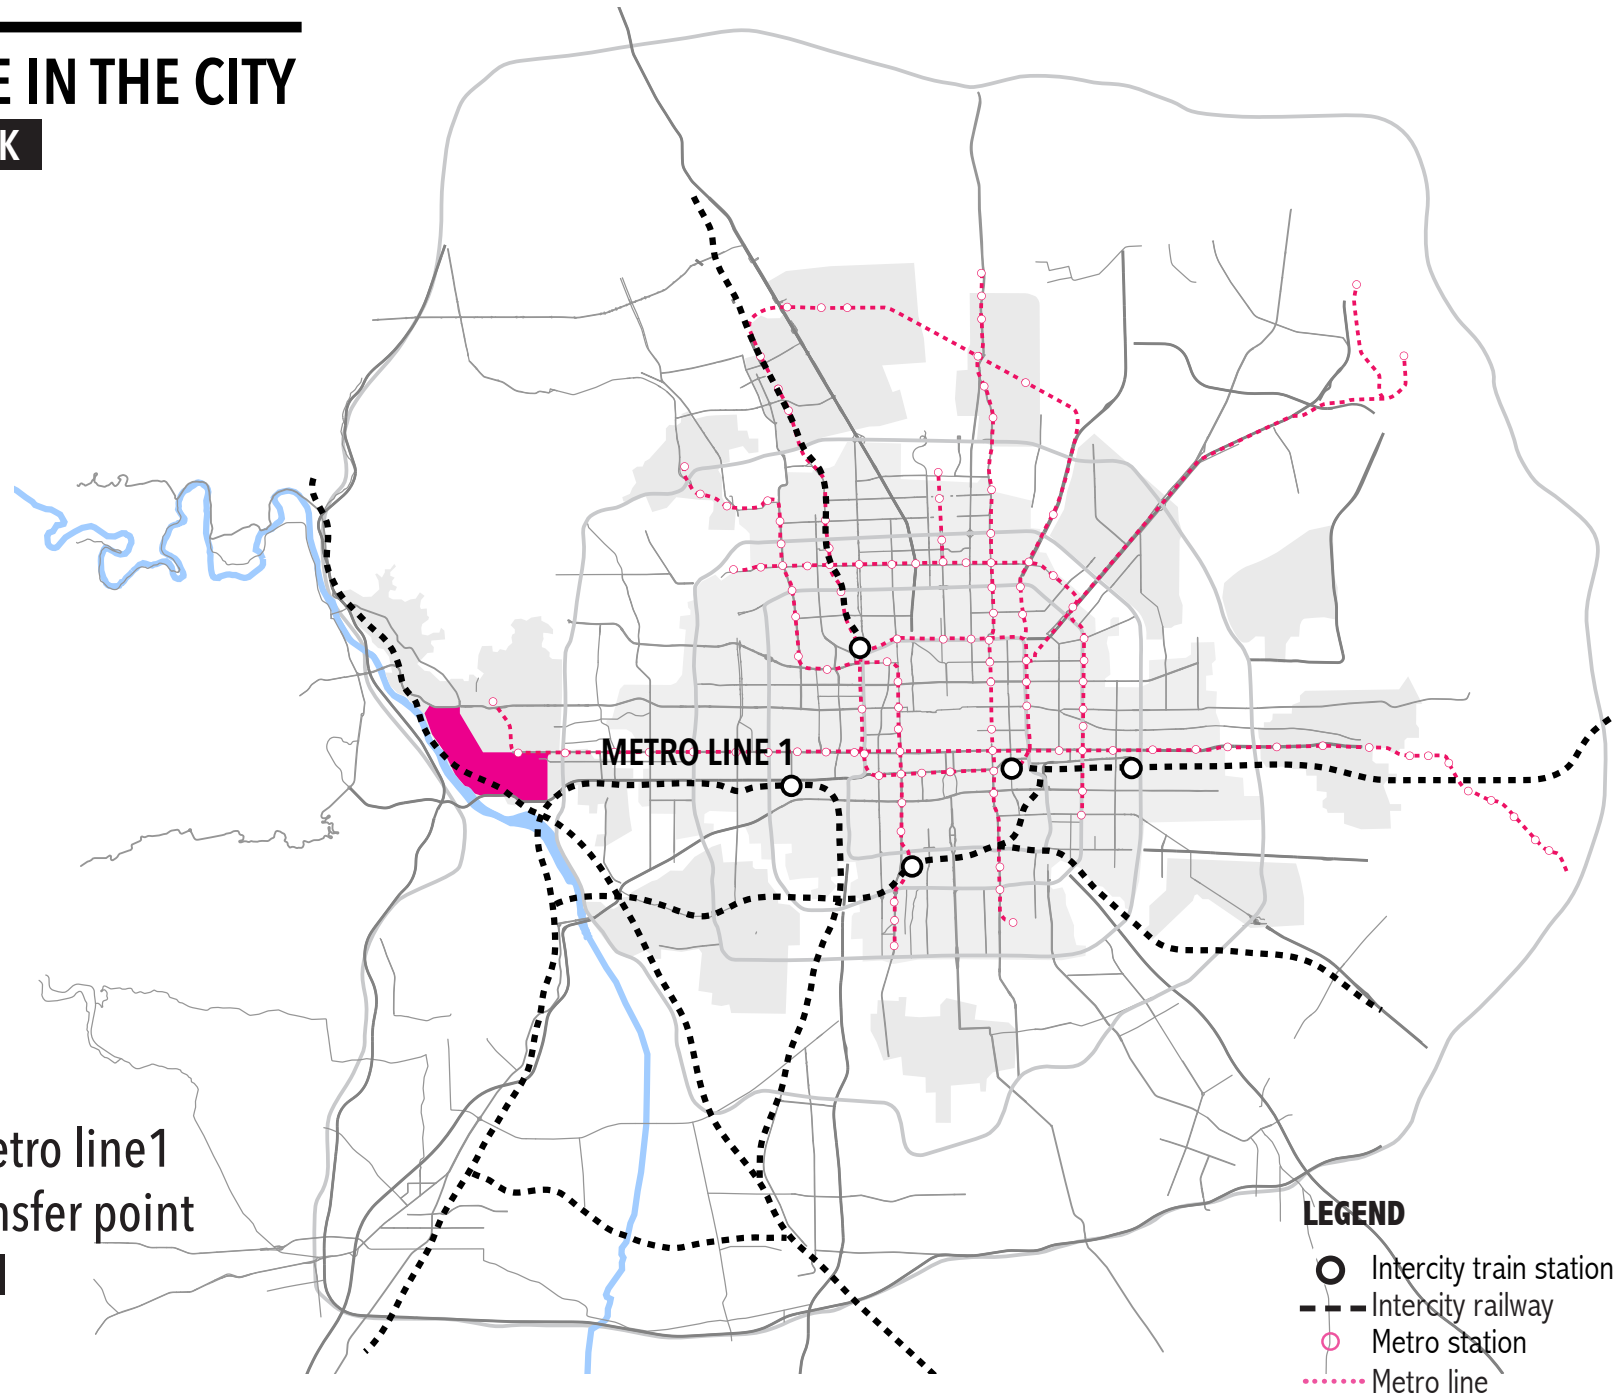 E IN THE CITY
K
METRO LINE 1
etro line1
nsfer point
LEGEND
Intercity train station
Intercity railway
Metro station
Metro line